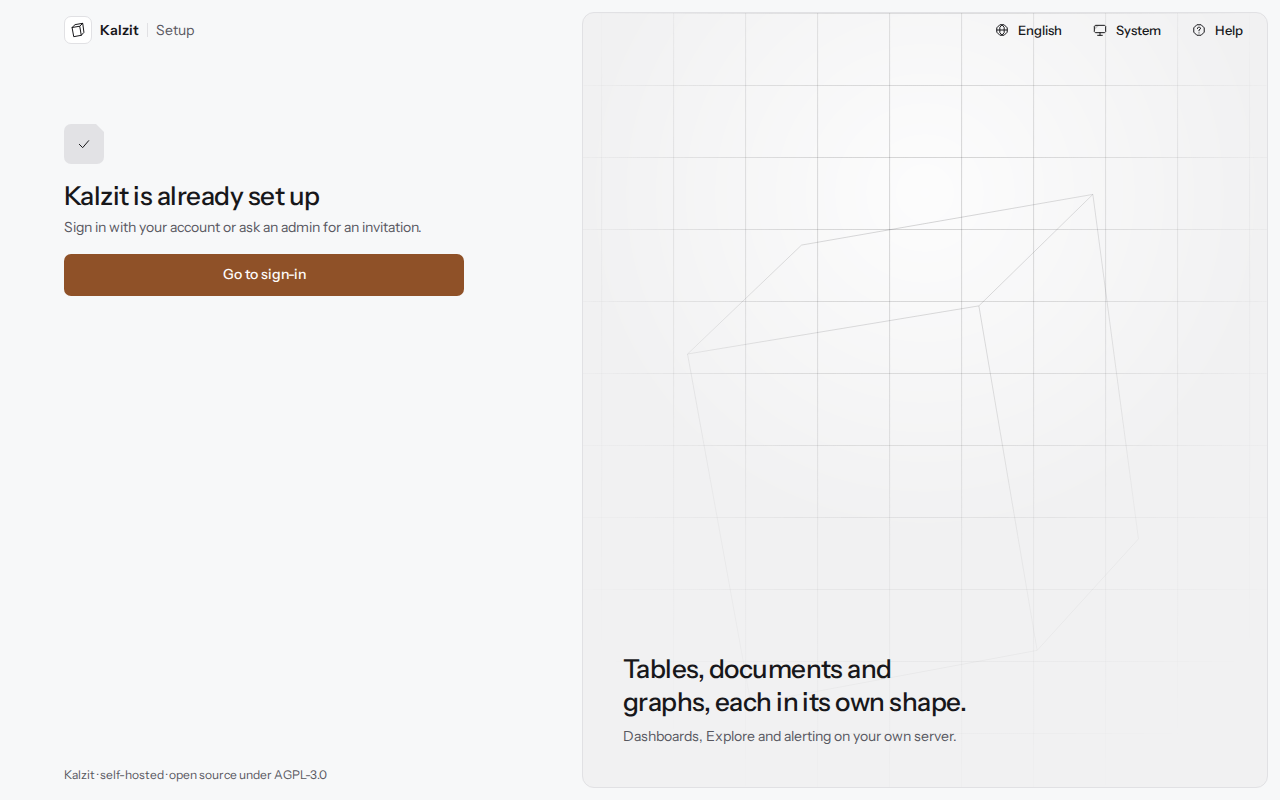 Kalzit
Setup
English
System
Help
Kalzit is already set up
Sign in with your account or ask an admin for an invitation.
Go to sign-in
Tables, documents and
graphs, each in its own shape.
Dashboards, Explore and alerting on your own server.
Kalzit · self-hosted · open source under AGPL-3.0